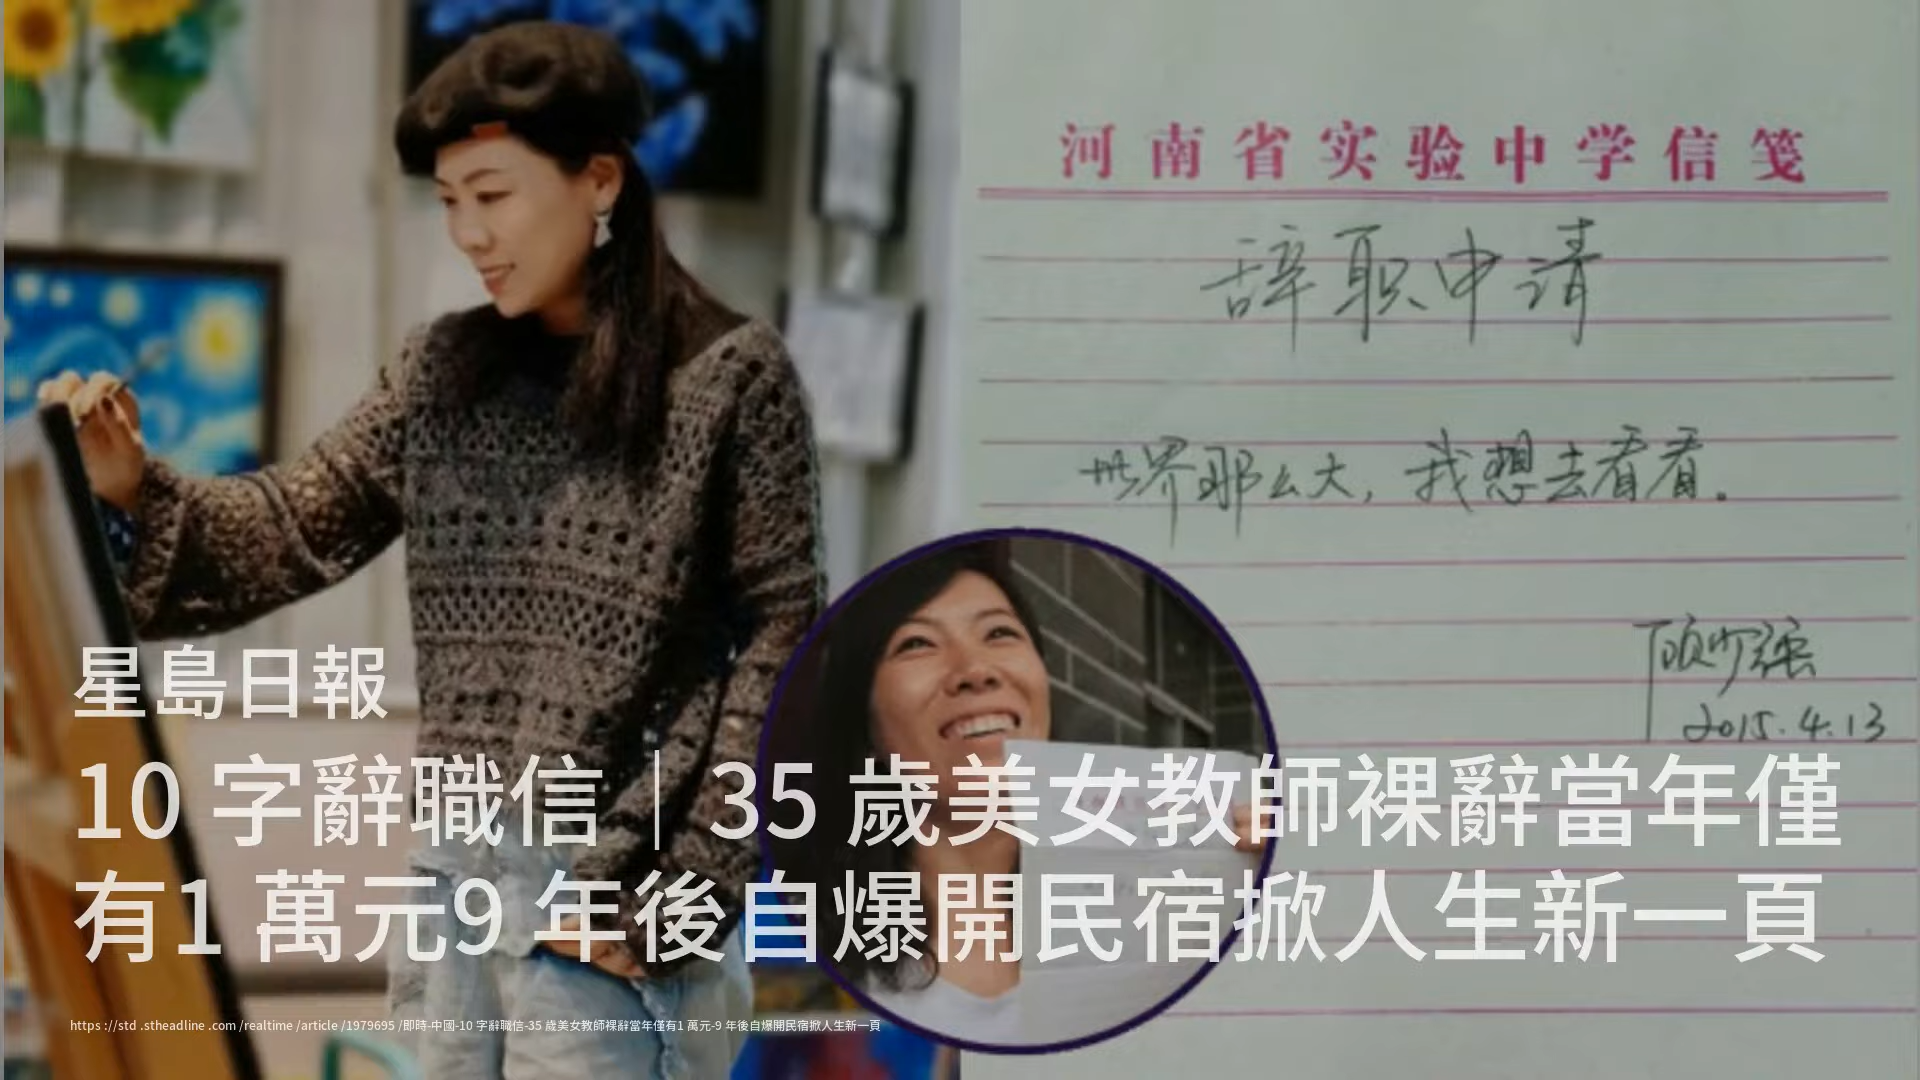 河南省实验中学信笺
辞职申请
世界那么大，我想去看看。
顾少强
2015.4.13
星島日報
10 字辭職信｜35 歲美女教師裸辭當年僅
有1 萬元9 年後自爆開民宿掀人生新一頁
https ://std .stheadline .com /realtime /article /1979695 /即時-中國-10 字辭職信-35 歲美女教師裸辭當年僅有1 萬元-9 年後自爆開民宿掀人生新一頁